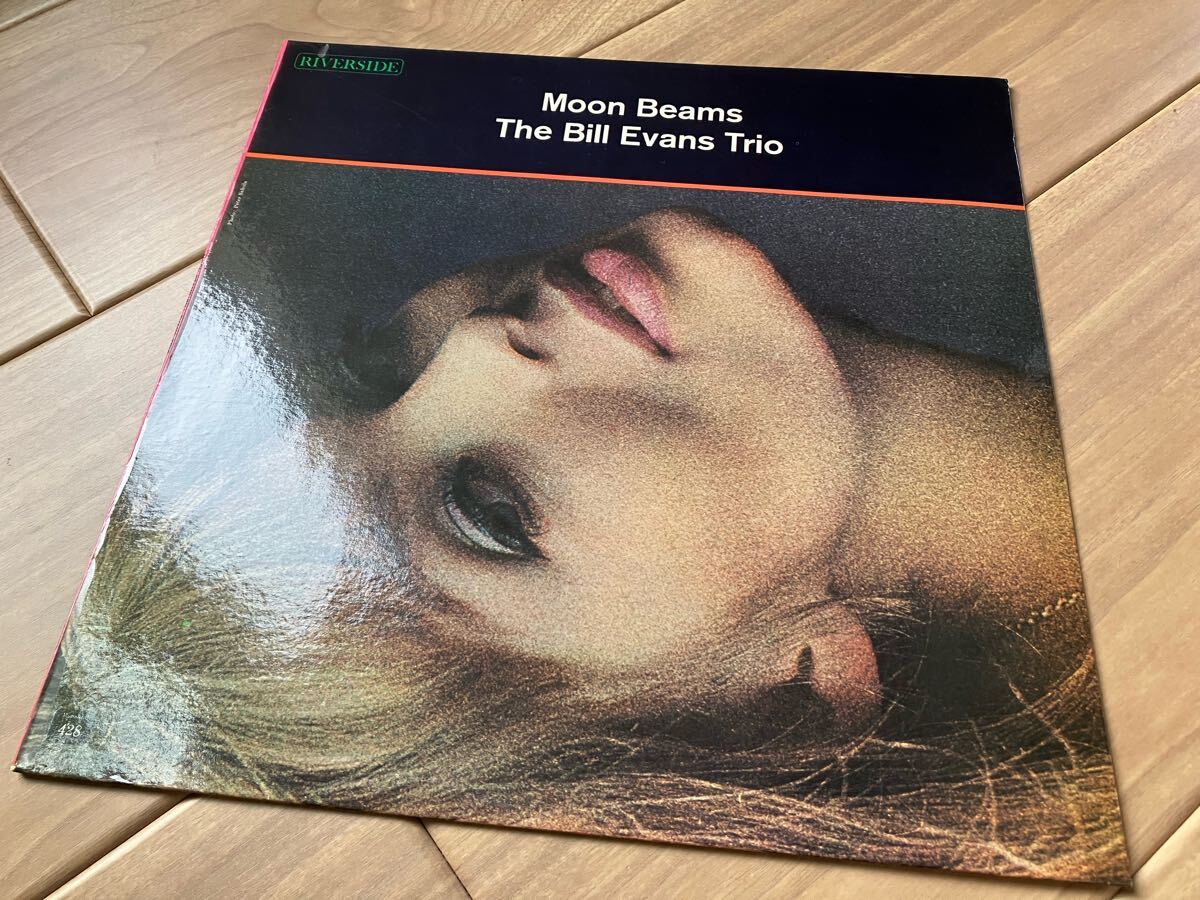 RIVERSIDE
Moon Beams
The Bill Evans Trio
428